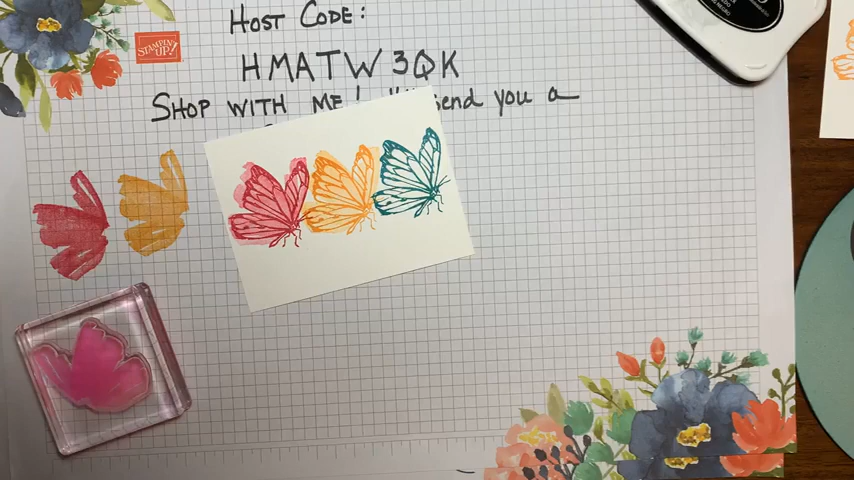 HOST CODE:
STAMPIN' UP!
HMATW3QK
SHOP WITH ME! I'll send you a